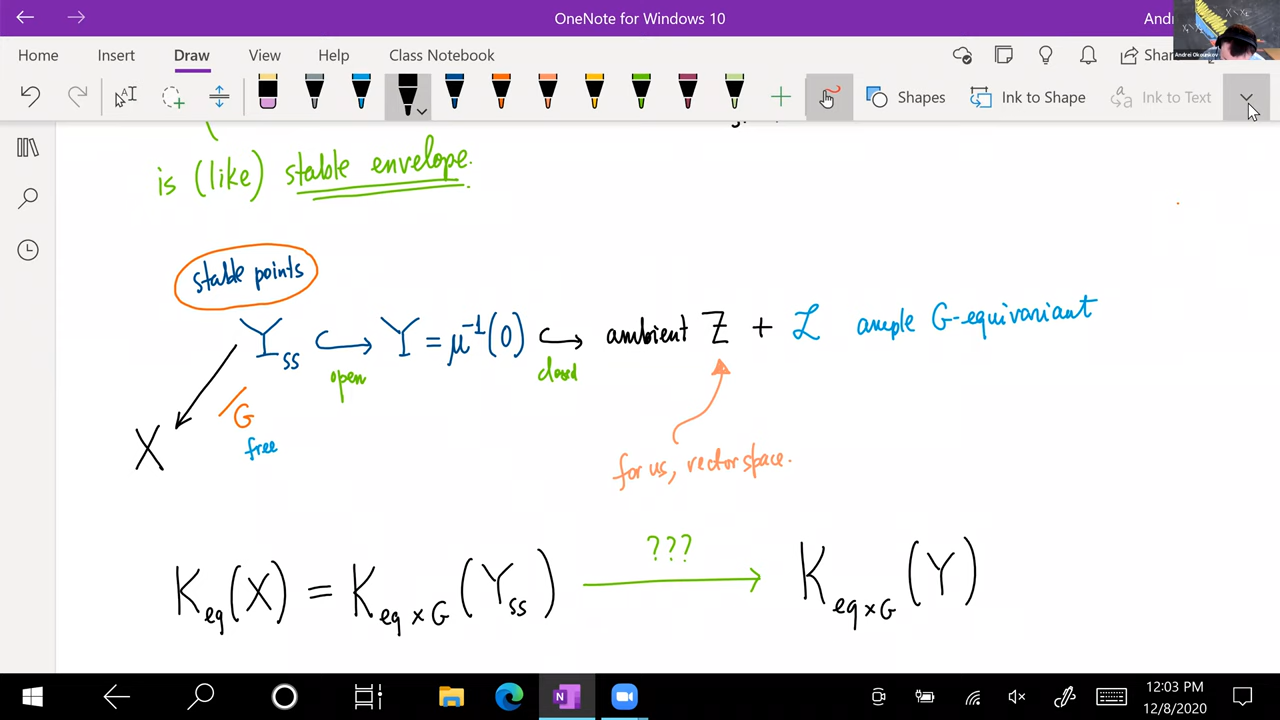 OneNote for Windows 10
Andrei Okounkov
Home Insert Draw View Help Class Notebook
Shapes Ink to Shape Ink to Text
is (like) stable envelope.
stable points
Y_ss ↪ Y = μ⁻¹(0) ↪ ambient Z + ℒ ample G-equivariant
open closed
/G
free
X
for us, vector space.
???
K_eq(X) = K_eq×G(Y_ss) → K_eq×G(Y)
12:03 PM
12/8/2020